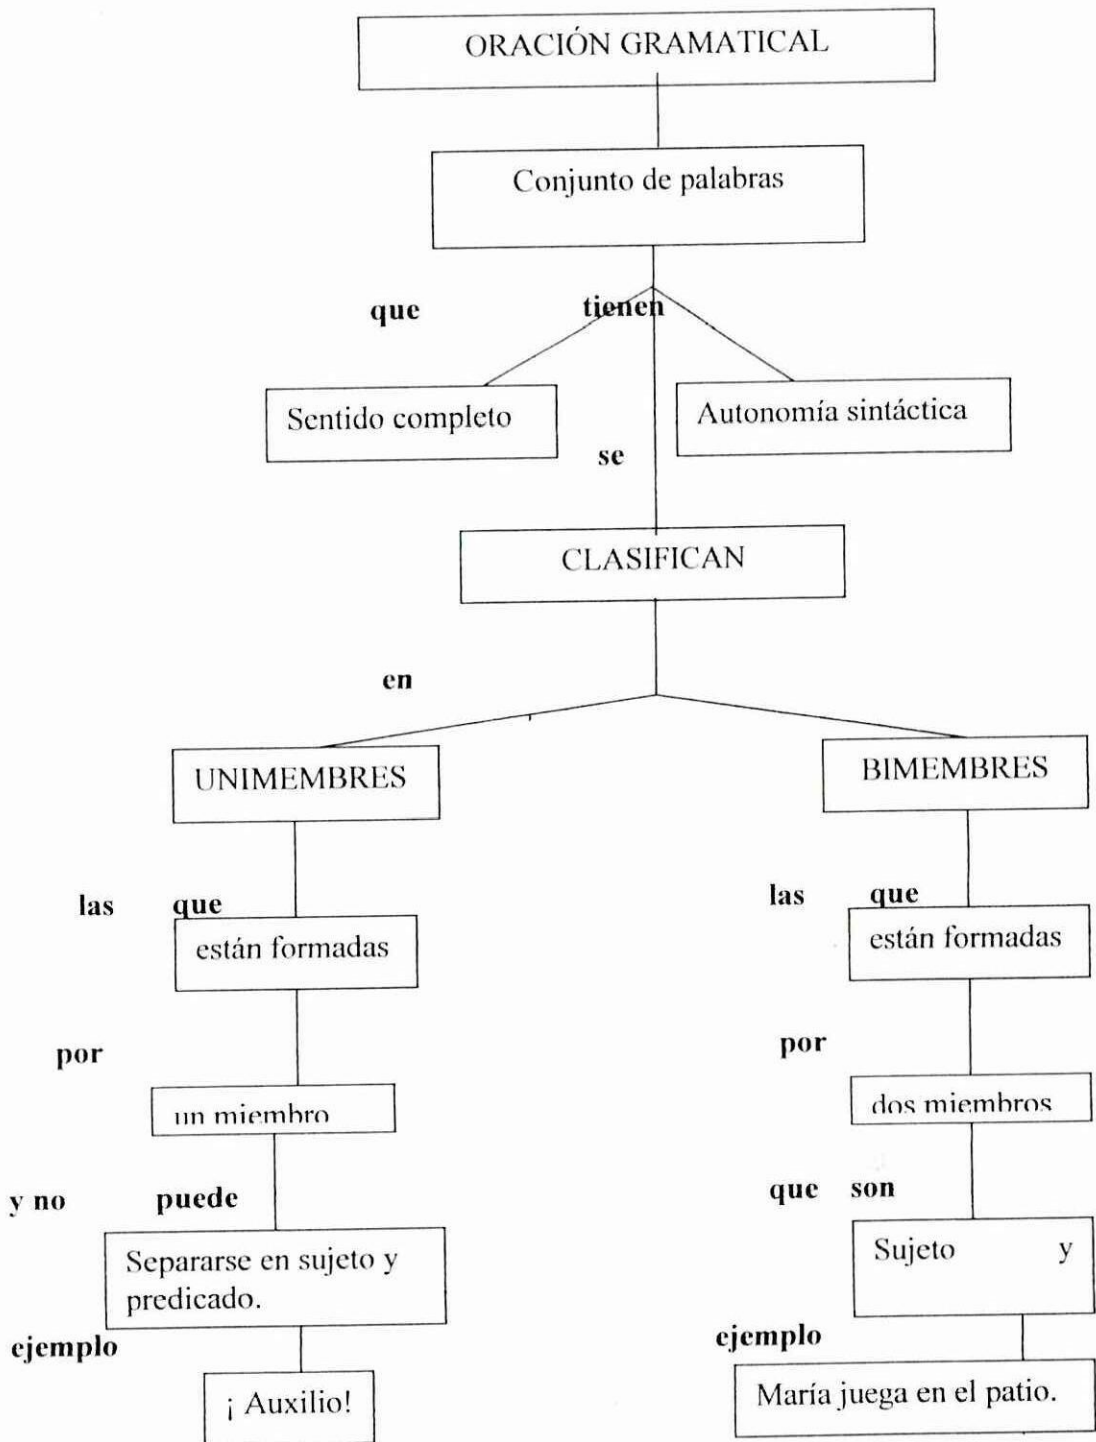 ORACIÓN GRAMATICAL
Conjunto de palabras
que tienen
Sentido completo
Autonomía sintáctica
se
CLASIFICAN
en
UNIMEMBRES
BIMEMBRES
las que
están formadas
las que
están formadas
por
un miembro
por
dos miembros
y no puede
Separarse en sujeto y
predicado.
que son
Sujeto y
ejemplo
¡ Auxilio!
ejemplo
María juega en el patio.